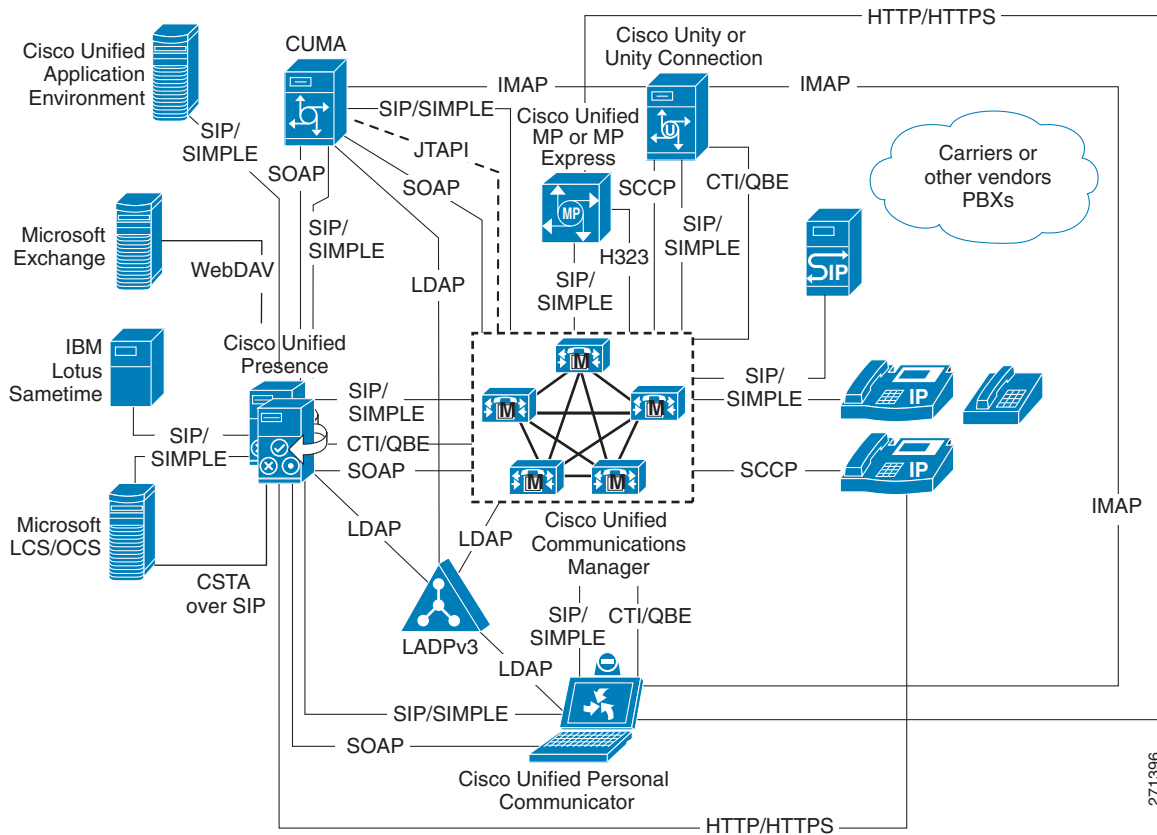 HTTP/HTTPS
Cisco Unified
Application
Environment
CUMA
Cisco Unity or
Unity Connection
IMAP
IMAP
SIP/SIMPLE
Cisco Unified
MP or MP
Express
SIP/
SIMPLE
JTAPI
Carriers or
other vendors
PBXs
SOAP
SOAP
SCCP
CTI/QBE
U
MP
Microsoft
Exchange
SIP/
SIMPLE
SIP/
SIMPLE
H323
WebDAV
LDAP
SIP/
SIMPLE
SIP
IBM
Lotus
Sametime
Cisco Unified
Presence
M
M
M
M
M
SIP/
SIMPLE
SIP/
SIMPLE
IP
SIP/
SIMPLE
CTI/QBE
SOAP
SCCP
IP
Microsoft
LCS/OCS
LDAP
LDAP
Cisco Unified
Communications
Manager
IMAP
CSTA
over SIP
SIP/
SIMPLE
CTI/QBE
LADPv3
LDAP
SIP/SIMPLE
SOAP
Cisco Unified Personal
Communicator
271396
HTTP/HTTPS